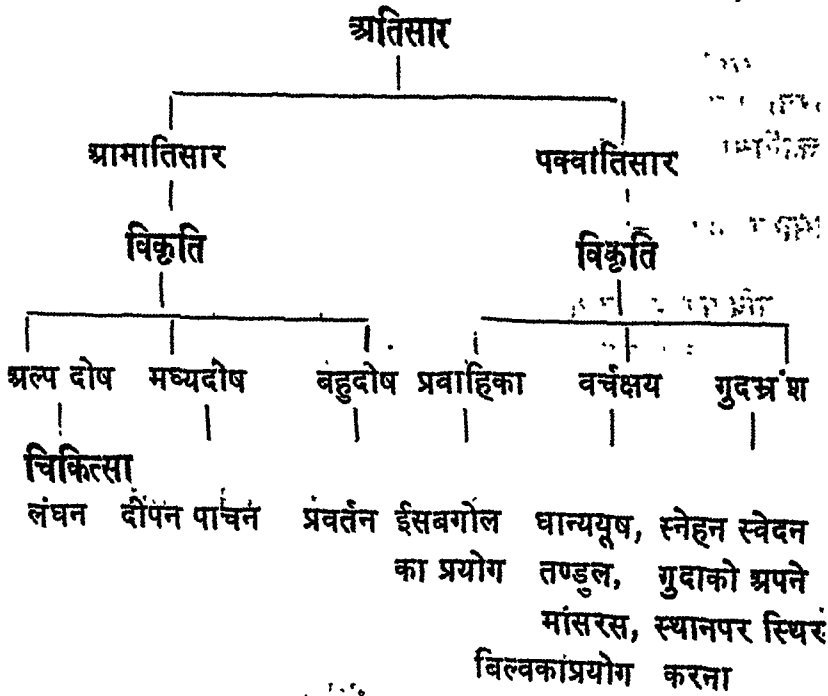 अतिसार
आमातिसार पक्वातिसार
विकृति विकृति
अल्प दोष मध्यदोष बहुदोष प्रवाहिका वर्चक्षय गुदभ्रंश
चिकित्सा
लंघन दीपन पाचन प्रवर्तन ईसबगोल धान्ययूष, स्नेहन स्वेदन
का प्रयोग तण्डुल, गुदाको अपने
मांसरस, स्थानपर स्थिर
बिल्वकाप्रयोग करना